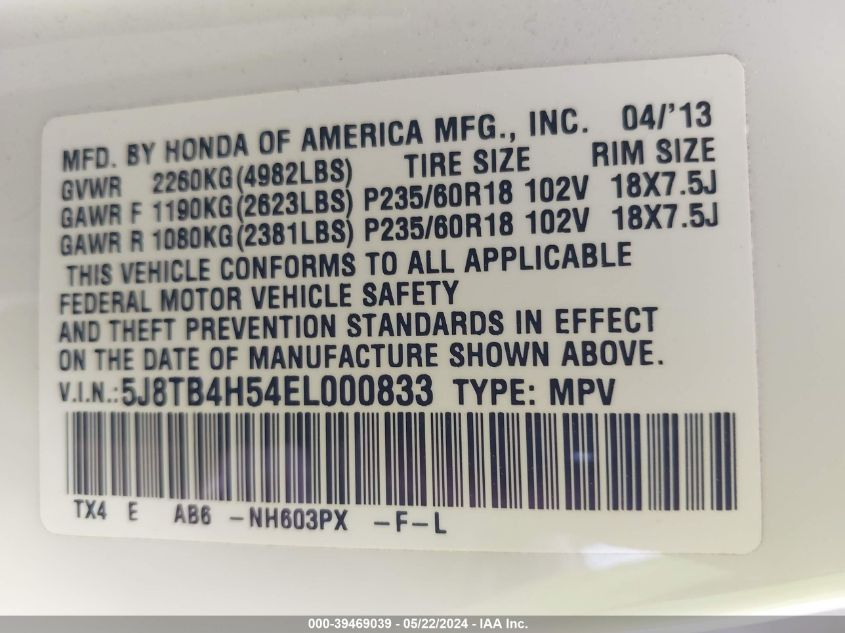 MFD. BY HONDA OF AMERICA MFG., INC. 04/'13
GVWR 2260KG(4982LBS) TIRE SIZE RIM SIZE
GAWR F 1190KG(2623LBS) P235/60R18 102V 18X7.5J
GAWR R 1080KG(2381LBS) P235/60R18 102V 18X7.5J
THIS VEHICLE CONFORMS TO ALL APPLICABLE
FEDERAL MOTOR VEHICLE SAFETY
AND THEFT PREVENTION STANDARDS IN EFFECT
ON THE DATE OF MANUFACTURE SHOWN ABOVE.
V.I.N.:5J8TB4H54EL000833 TYPE: MPV
TX4 E AB6 -NH603PX -F-L
000-39469039 - 05/22/2024 - IAA Inc.